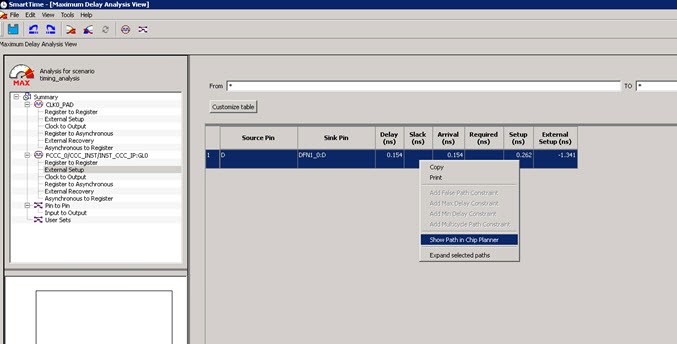 SmartTime - [Maximum Delay Analysis View]
File Edit View Tools Help
Maximum Delay Analysis View
MAX
Analysis for scenario
timing_analysis
Summary
CLK0_PAD
Register to Register
External Setup
Clock to Output
Register to Asynchronous
External Recovery
Asynchronous to Register
FCCC_0/CCC_INST/INST_CCC_IP:GL0
Register to Register
External Setup
Clock to Output
Register to Asynchronous
External Recovery
Asynchronous to Register
Pin to Pin
Input to Output
User Sets
From * TO *
Customize table
Source Pin Sink Pin Delay (ns) Slack (ns) Arrival (ns) Required (ns) Setup (ns) External Setup (ns)
1 D DFN1_0:D 0.154 0.154 0.262 -1.341
Copy
Print
Add False Path Constraint
Add Max Delay Constraint
Add Min Delay Constraint
Add Multicycle Path Constraint
Show Path in Chip Planner
Expand selected paths